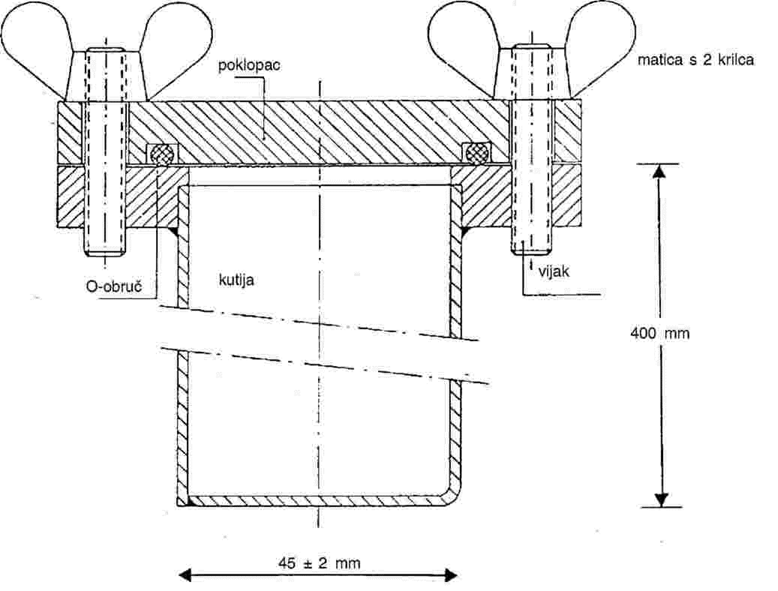 poklopac
matica s 2 krilca
O-obruč
kutija
vijak
400 mm
45 ± 2 mm